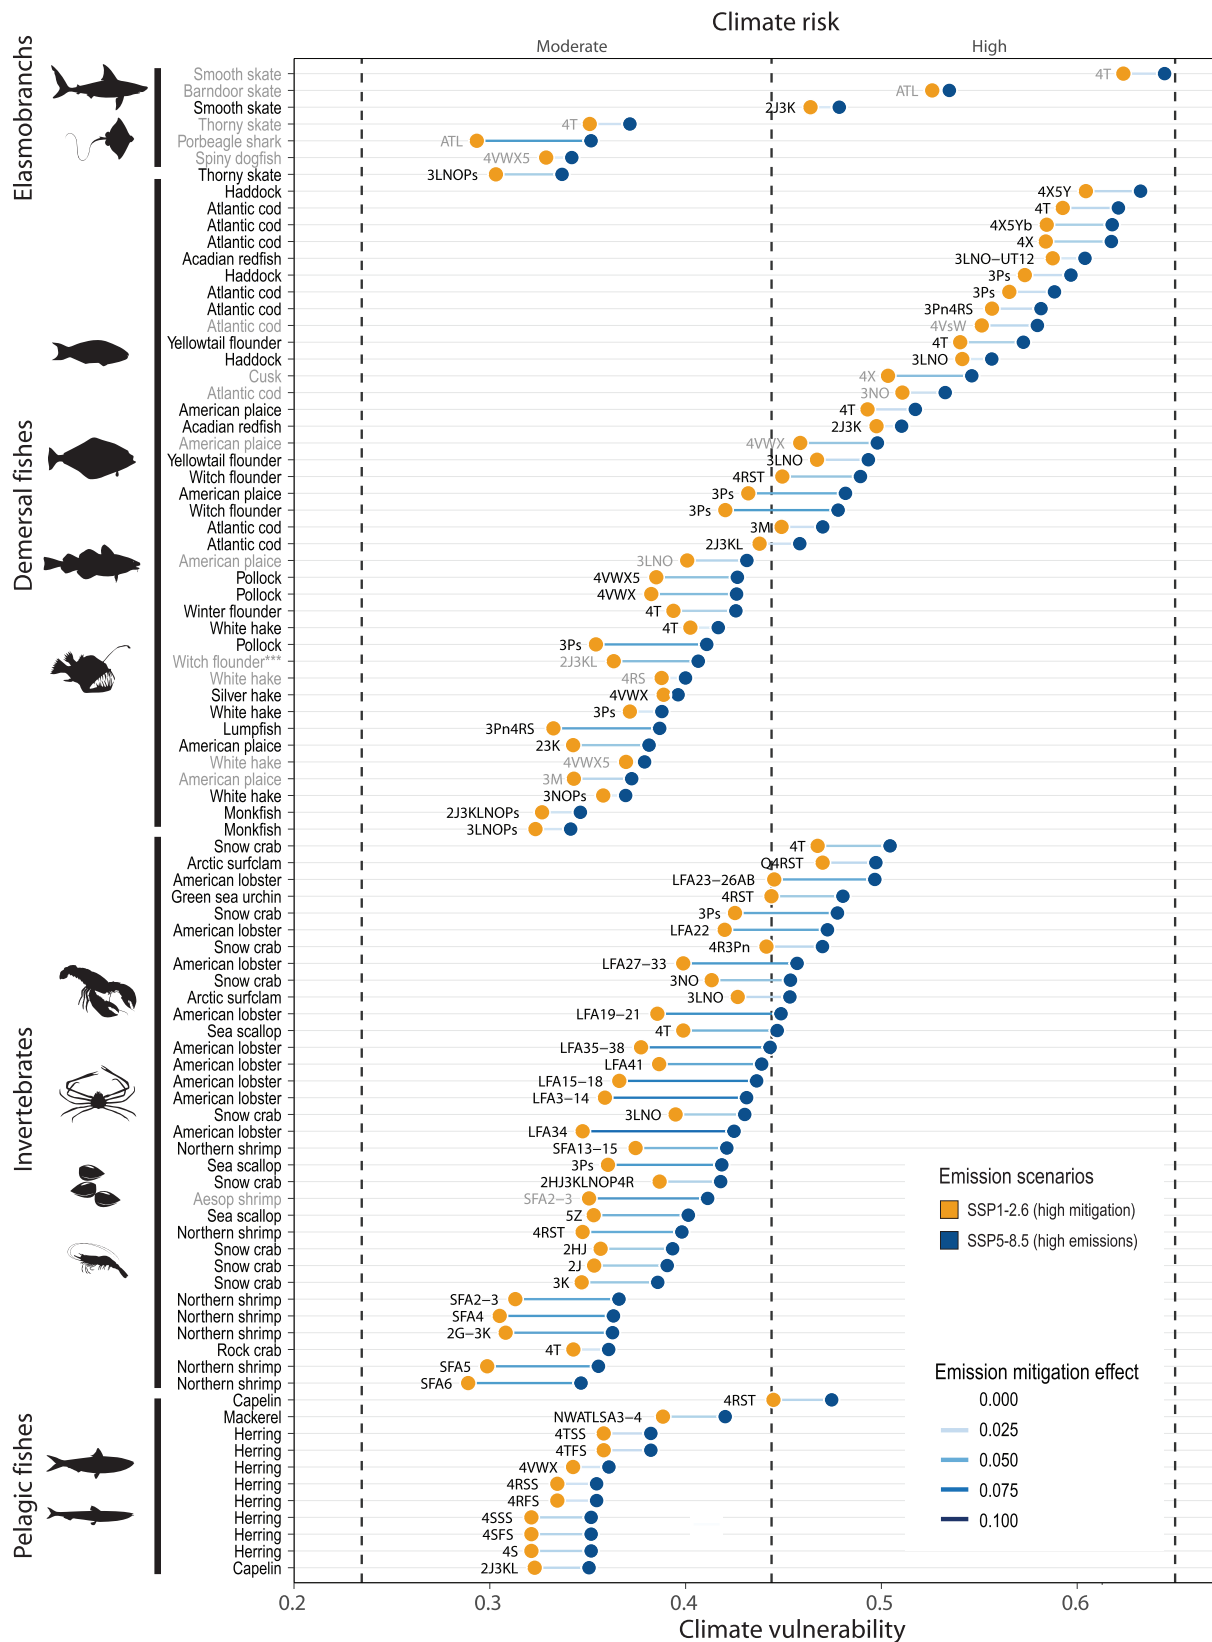 Climate risk
Moderate High
Elasmobranchs
Smooth skate 4T
Barndoor skate ATL
Smooth skate 2J3K
Thorny skate 4T
Porbeagle shark ATL
Spiny dogfish 4VWX5
Thorny skate 3LNOPs
Demersal fishes
Haddock 4X5Y
Atlantic cod 4T
Atlantic cod 4X5Yb
Atlantic cod 4X
Acadian redfish 3LNO−UT12
Haddock 3Ps
Atlantic cod 3Ps
Atlantic cod 3Pn4RS
Atlantic cod 4VsW
Yellowtail flounder 4T
Haddock 3LNO
Cusk 4X
Atlantic cod 3NO
American plaice 4T
Acadian redfish 2J3K
American plaice 4VWX
Yellowtail flounder 3LNO
Witch flounder 4RST
American plaice 3Ps
Witch flounder 3Ps
Atlantic cod 3M
Atlantic cod 2J3KL
American plaice 3LNO
Pollock 4VWX5
Pollock 4VWX
Winter flounder 4T
White hake 4T
Pollock 3Ps
Witch flounder*** 2J3KL
White hake 4RS
Silver hake 4VWX
White hake 3Ps
Lumpfish 3Pn4RS
American plaice 23K
White hake 4VWX5
American plaice 3M
White hake 3NOPs
Monkfish 2J3KLNOPs
Monkfish 3LNOPs
Invertebrates
Snow crab 4T
Arctic surfclam Q4RST
American lobster LFA23−26AB
Green sea urchin 4RST
Snow crab 3Ps
American lobster LFA22
Snow crab 4R3Pn
American lobster LFA27−33
Snow crab 3NO
Arctic surfclam 3LNO
American lobster LFA19−21
Sea scallop 4T
American lobster LFA35−38
American lobster LFA41
American lobster LFA15−18
American lobster LFA3−14
Snow crab 3LNO
American lobster LFA34
Northern shrimp SFA13−15
Sea scallop 3Ps
Snow crab 2HJ3KLNOP4R
Aesop shrimp SFA2−3
Sea scallop 5Z
Northern shrimp 4RST
Snow crab 2HJ
Snow crab 2J
Snow crab 3K
Northern shrimp SFA2−3
Northern shrimp SFA4
Northern shrimp 2G−3K
Rock crab 4T
Northern shrimp SFA5
Northern shrimp SFA6
Pelagic fishes
Capelin 4RST
Mackerel NWATLSA3−4
Herring 4TSS
Herring 4TFS
Herring 4VWX
Herring 4RSS
Herring 4RFS
Herring 4SSS
Herring 4SFS
Herring 4S
Capelin 2J3KL
Emission scenarios
SSP1-2.6 (high mitigation)
SSP5-8.5 (high emissions)
Emission mitigation effect
0.000
0.025
0.050
0.075
0.100
0.2 0.3 0.4 0.5 0.6
Climate vulnerability